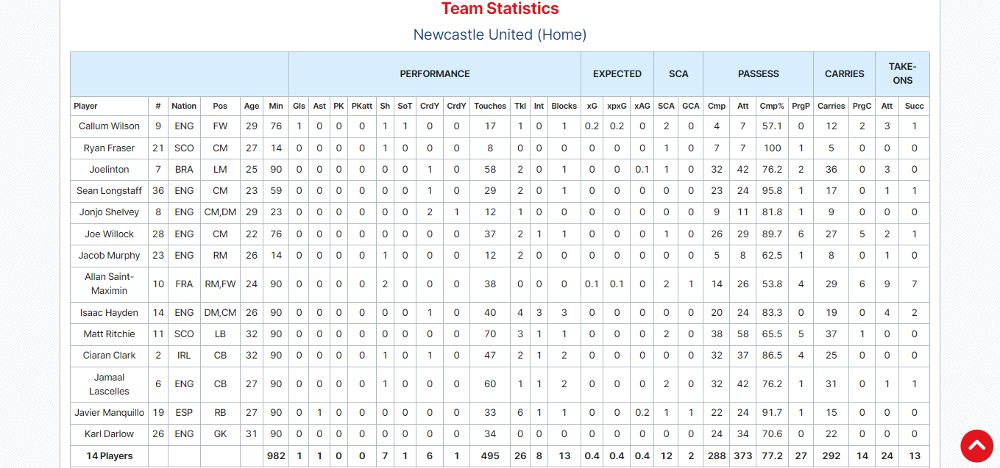 Team Statistics
Newcastle United (Home)
PERFORMANCE EXPECTED SCA PASSESS CARRIES TAKE-
ONS
Player # Nation Pos Age Min Gls Ast PK PKatt Sh SoT CrdY CrdY Touches Tkl Int Blocks xG xpxG xAG SCA GCA Cmp Att Cmp% PrgP Carries PrgC Att Succ
Callum Wilson 9 ENG FW 29 76 1 0 0 0 1 1 0 0 17 1 0 1 0.2 0.2 0 2 0 4 7 57.1 0 12 2 3 1
Ryan Fraser 21 SCO CM 27 14 0 0 0 0 1 0 0 0 8 0 0 0 0 0 0 1 0 7 7 100 1 5 0 0 0
Joelinton 7 BRA LM 25 90 0 0 0 0 0 0 1 0 58 2 0 1 0 0 0.1 1 0 32 42 76.2 2 36 0 3 0
Sean Longstaff 36 ENG CM 23 59 0 0 0 0 0 0 1 0 29 2 0 1 0 0 0 0 0 23 24 95.8 1 17 0 1 1
Jonjo Shelvey 8 ENG CM,DM 29 23 0 0 0 0 0 0 2 1 12 1 0 0 0 0 0 0 0 9 11 81.8 1 9 0 0 0
Joe Willock 28 ENG CM 22 76 0 0 0 0 0 0 0 0 37 2 1 1 0 0 0 1 0 26 29 89.7 6 27 5 2 1
Jacob Murphy 23 ENG RM 26 14 0 0 0 0 1 0 0 0 12 2 0 0 0 0 0 0 0 5 8 62.5 1 8 0 1 0
Allan Saint-
Maximin 10 FRA RM,FW 24 90 0 0 0 0 2 0 0 0 38 0 0 0 0.1 0.1 0 2 1 14 26 53.8 4 29 6 9 7
Isaac Hayden 14 ENG DM,CM 26 90 0 0 0 0 0 0 1 0 40 4 3 3 0 0 0 0 0 20 24 83.3 0 19 0 4 2
Matt Ritchie 11 SCO LB 32 90 0 0 0 0 0 0 0 0 70 3 1 1 0 0 0 2 0 38 58 65.5 5 37 1 0 0
Ciaran Clark 2 IRL CB 32 90 0 0 0 0 1 0 1 0 47 2 1 2 0 0 0 0 0 32 37 86.5 4 25 0 0 0
Jamaal
Lascelles 6 ENG CB 27 90 0 0 0 0 1 0 0 0 60 1 1 2 0 0 0 2 0 32 42 76.2 1 31 0 1 1
Javier Manquillo 19 ESP RB 27 90 0 1 0 0 0 0 0 0 33 6 1 1 0 0 0.2 1 1 22 24 91.7 1 15 0 0 0
Karl Darlow 26 ENG GK 31 90 0 0 0 0 0 0 0 0 34 0 0 0 0 0 0 0 0 24 34 70.6 0 22 0 0 0
14 Players 982 1 1 0 0 7 1 6 1 495 26 8 13 0.4 0.4 0.4 12 2 288 373 77.2 27 292 14 24 13